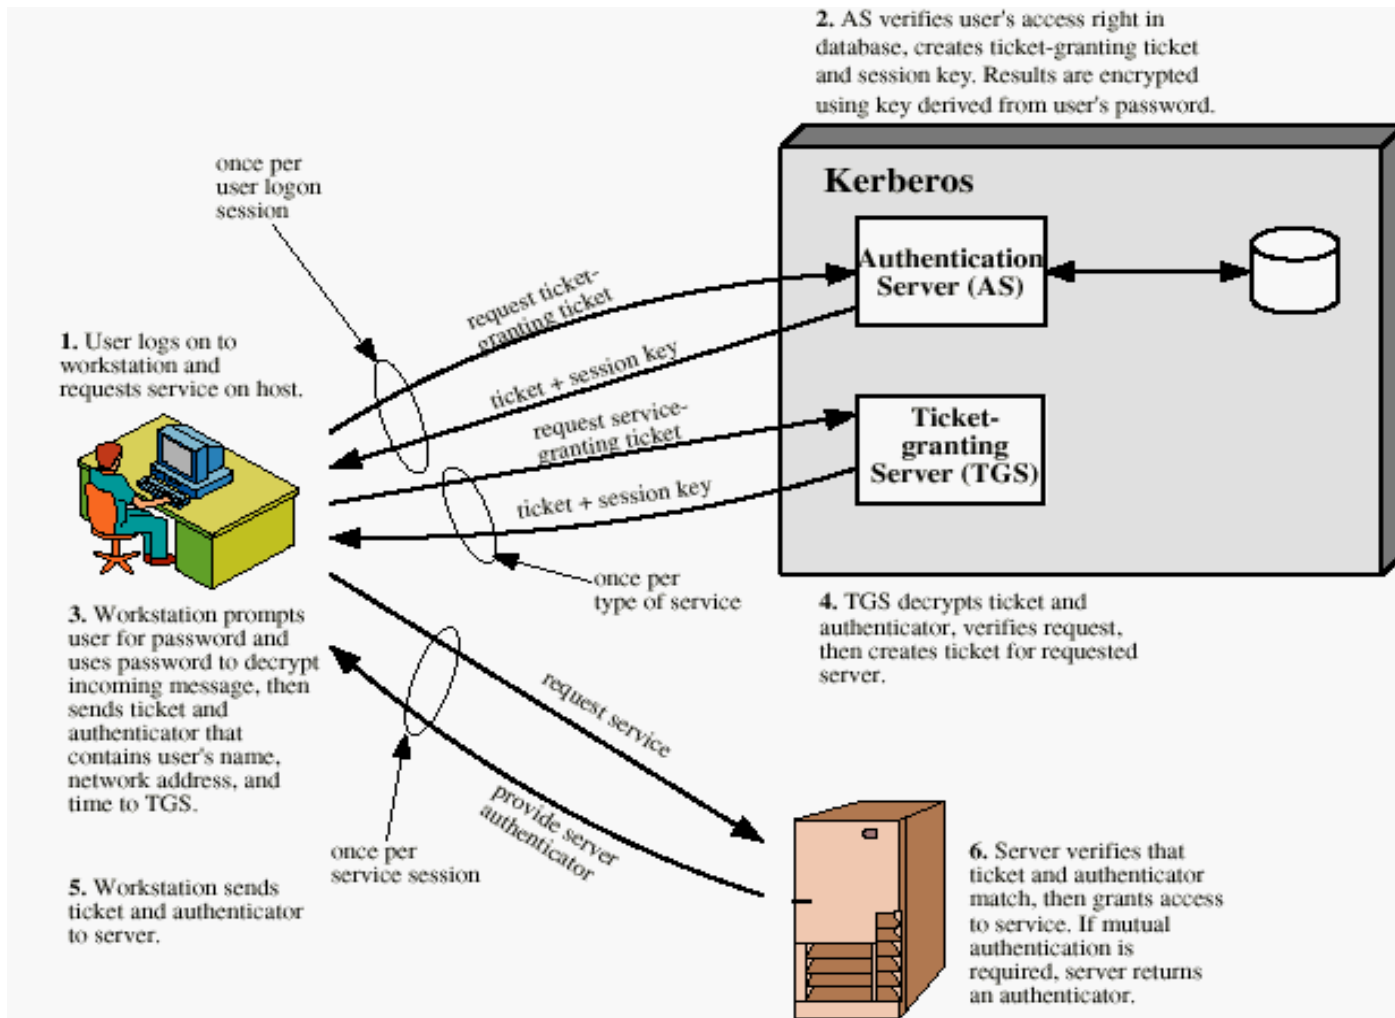 2. AS verifies user's access right in
database, creates ticket-granting ticket
and session key. Results are encrypted
using key derived from user's password.
once per
user logon
session
Kerberos
Authentication
Server (AS)
request ticket-
granting ticket
1. User logs on to
workstation and
requests service on host.
ticket + session key
request service-
granting ticket
Ticket-
granting
Server (TGS)
ticket + session key
once per
type of service
3. Workstation prompts
user for password and
uses password to decrypt
incoming message, then
sends ticket and
authenticator that
contains user's name,
network address, and
time to TGS.
4. TGS decrypts ticket and
authenticator, verifies request,
then creates ticket for requested
server.
request service
provide server
authenticator
once per
service session
5. Workstation sends
ticket and authenticator
to server.
6. Server verifies that
ticket and authenticator
match, then grants access
to service. If mutual
authentication is
required, server returns
an authenticator.